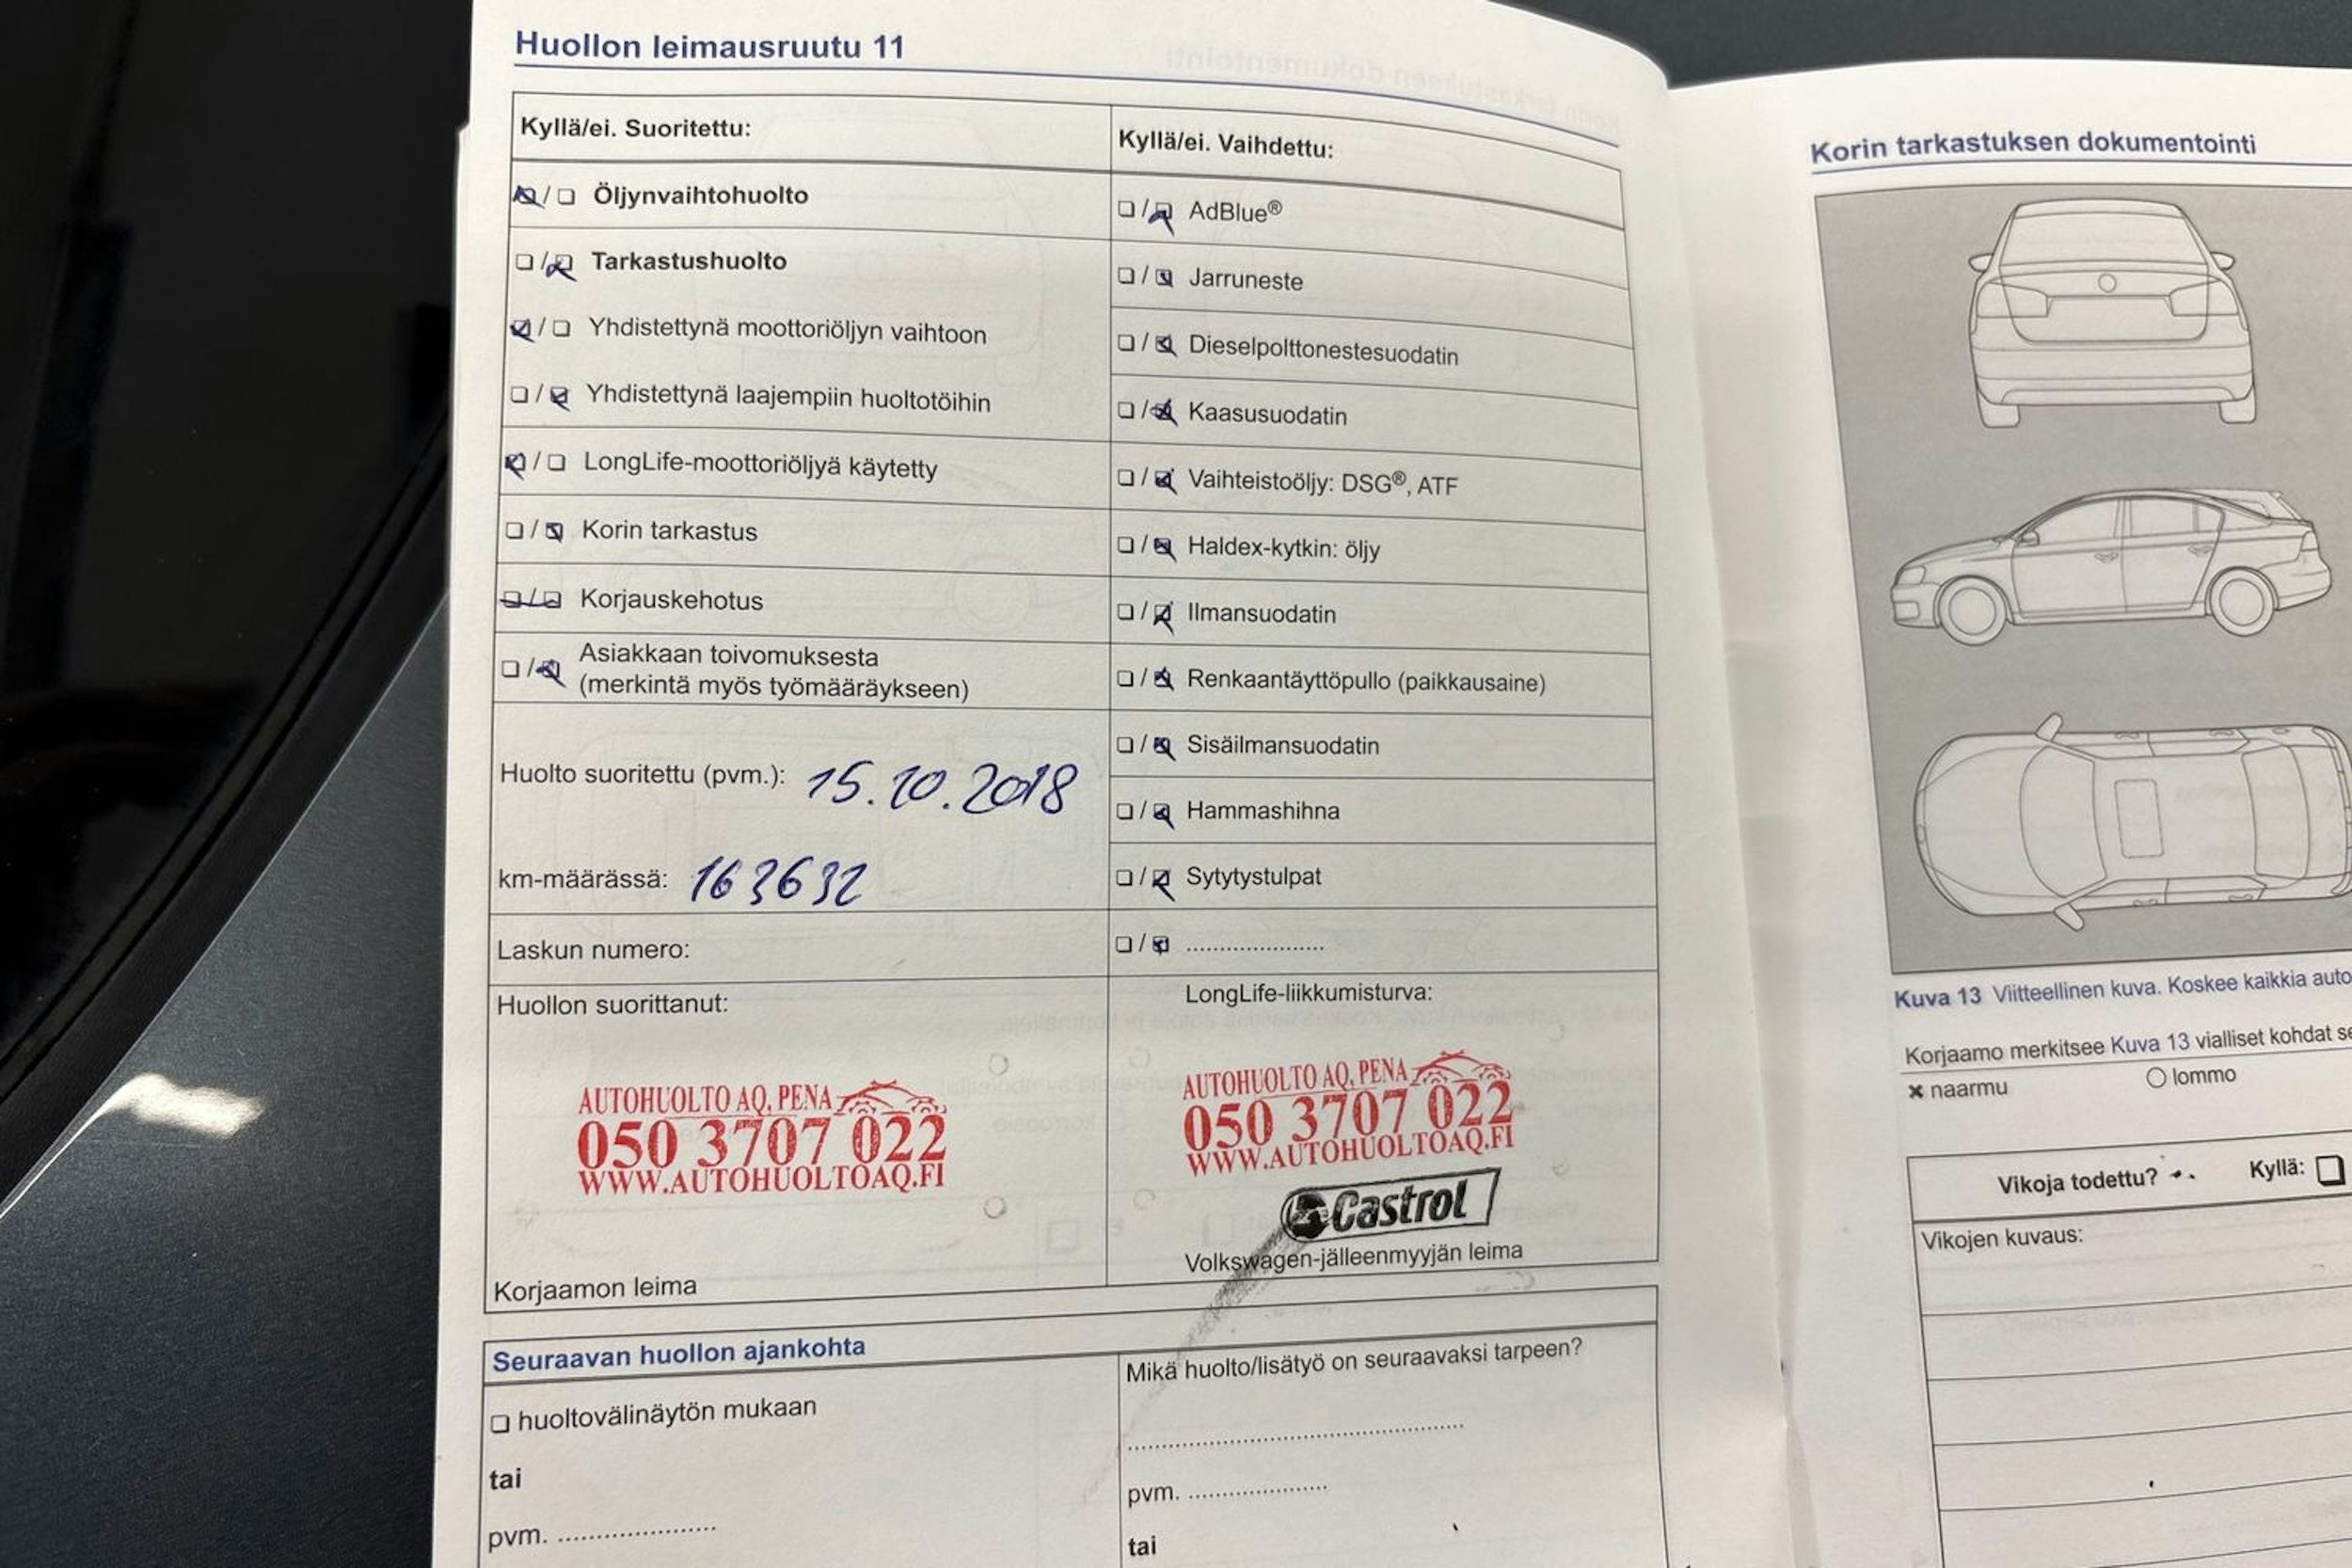 Huollon leimausruutu 11
Kyllä/ei. Suoritettu:
Öljynvaihtohuolto
Tarkastushuolto
Yhdistettynä moottoriöljyn vaihtoon
Yhdistettynä laajempiin huoltotöihin
LongLife-moottoriöljyä käytetty
Korin tarkastus
Korjauskehotus
Asiakkaan toivomuksesta
(merkintä myös työmääräykseen)
Huolto suoritettu (pvm.): 15.10.2018
km-määrässä: 163632
Laskun numero:
Huollon suorittanut:
AUTOHUOLTO AQ, PENA
050 3707 022
WWW.AUTOHUOLTOAQ.FI
Korjaamon leima
Kyllä/ei. Vaihdettu:
AdBlue®
Jarruneste
Dieselpolttonestesuodatin
Kaasusuodatin
Vaihteistoöljy: DSG®, ATF
Haldex-kytkin: öljy
Ilmansuodatin
Renkaantäyttöpullo (paikkausaine)
Sisäilmansuodatin
Hammashihna
Sytytystulpat
......................
LongLife-liikkumisturva:
AUTOHUOLTO AQ, PENA
050 3707 022
WWW.AUTOHUOLTOAQ.FI
Castrol
Volkswagen-jälleenmyyjän leima
Seuraavan huollon ajankohta
huoltovälinäytön mukaan
tai
pvm. ......................
Mikä huolto/lisätyö on seuraavaksi tarpeen?
pvm. ......................
tai
Korin tarkastuksen dokumentointi
Kuva 13 Viitteellinen kuva. Koskee kaikkia auto
Korjaamo merkitsee Kuva 13 vialliset kohdat se
naarmu
lommo
Vikoja todettu? Kyllä:
Vikojen kuvaus: